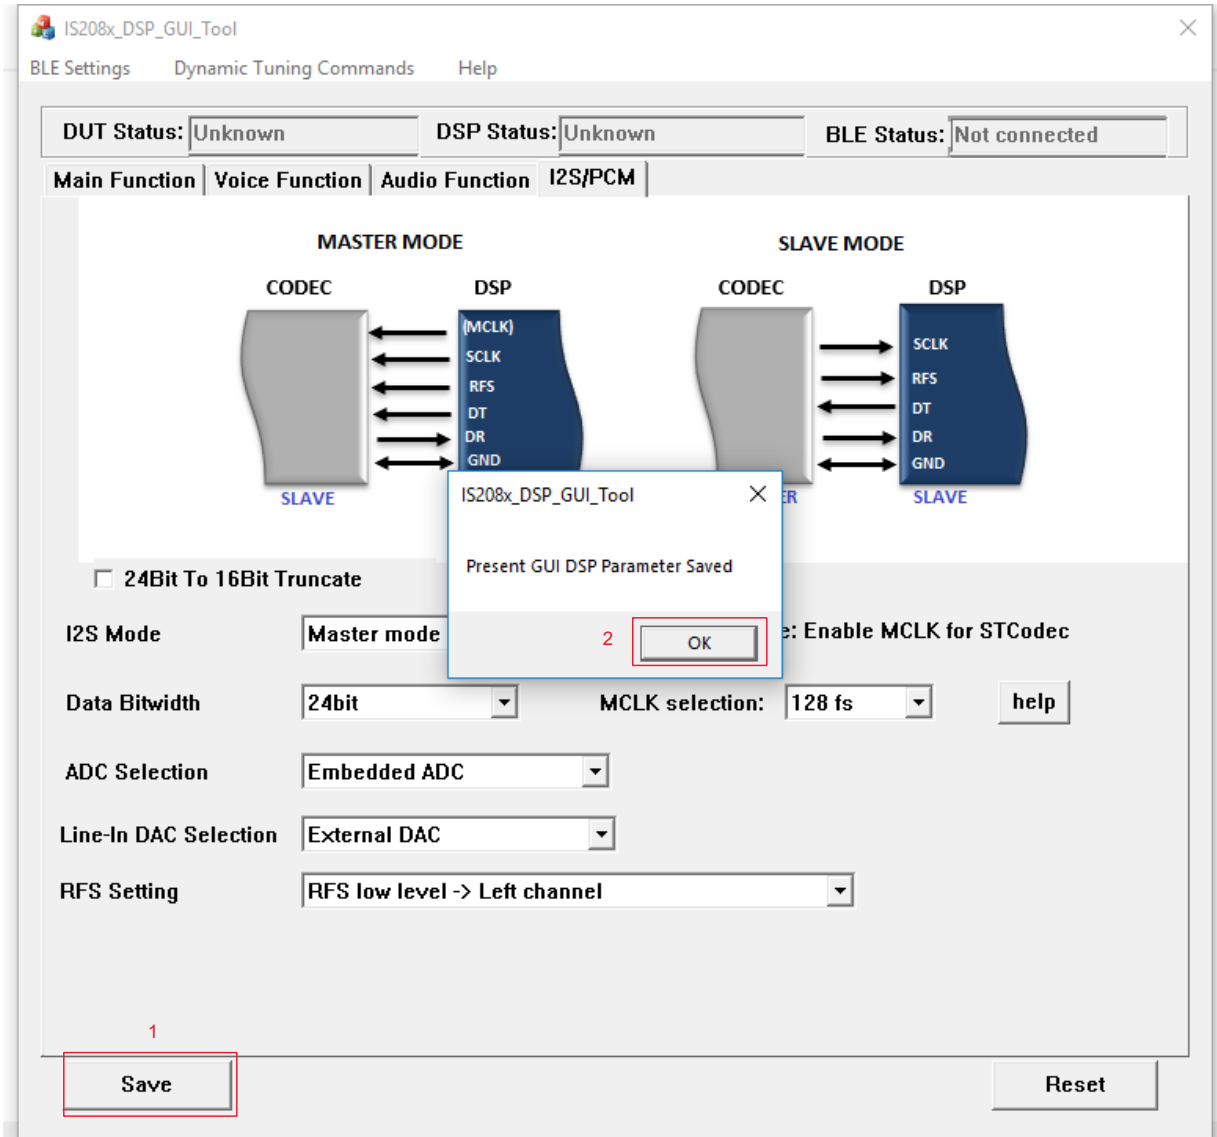 IS208x_DSP_GUI_Tool
BLE Settings Dynamic Tuning Commands Help
DUT Status: Unknown DSP Status: Unknown BLE Status: Not connected
Main Function Voice Function Audio Function I2S/PCM
MASTER MODE SLAVE MODE
CODEC DSP CODEC DSP
(MCLK)
SCLK SCLK
RFS RFS
DT DT
DR DR
GND GND
SLAVE SLAVE
IS208x_DSP_GUI_Tool
Present GUI DSP Parameter Saved
2 OK
24Bit To 16Bit Truncate
I2S Mode Master mode : Enable MCLK for STCodec
Data Bitwidth 24bit MCLK selection: 128 fs help
ADC Selection Embedded ADC
Line-In DAC Selection External DAC
RFS Setting RFS low level -> Left channel
1
Save Reset